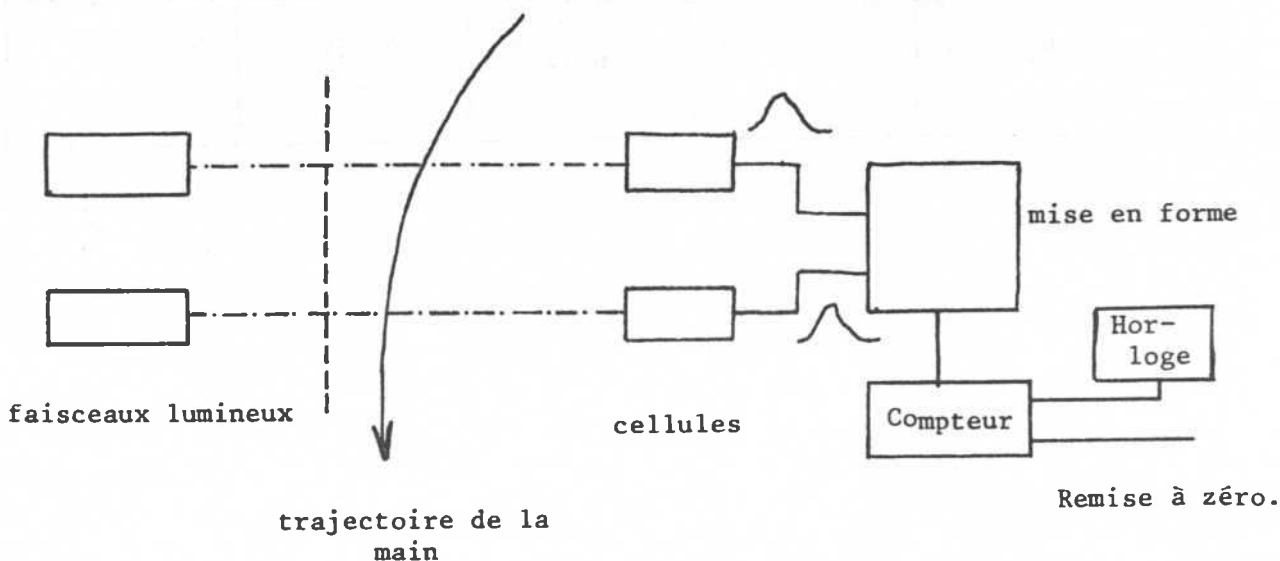 mise en forme
Hor-
loge
faisceaux lumineux
cellules
Compteur
Remise à zéro.
trajectoire de la
main